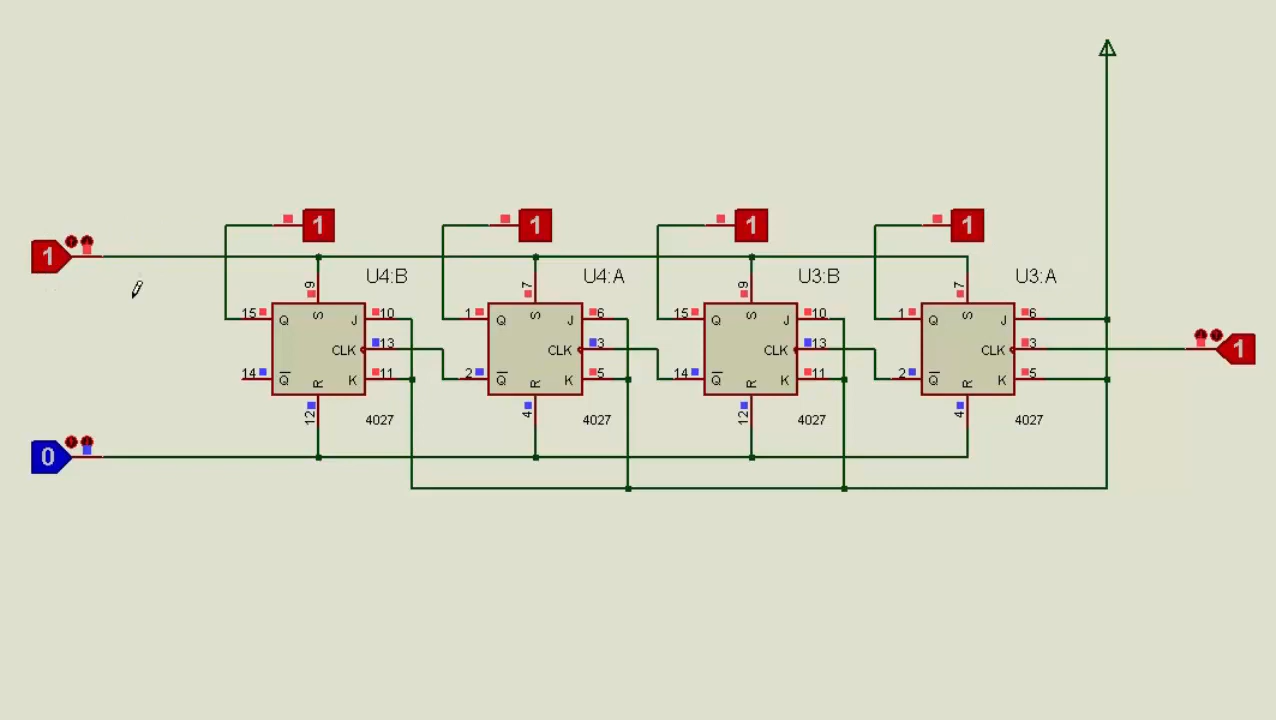 1 1 1 1
1
U4:B U4:A U3:B U3:A
9 7 9 7
15 Q S J 10 1 Q S J 6 15 Q S J 10 1 Q S J 6
CLK 13 CLK 3 CLK 13 CLK 3 1
14 Q R K 11 2 Q R K 5 14 Q R K 11 2 Q R K 5
12 4 12 4
4027 4027 4027 4027
0